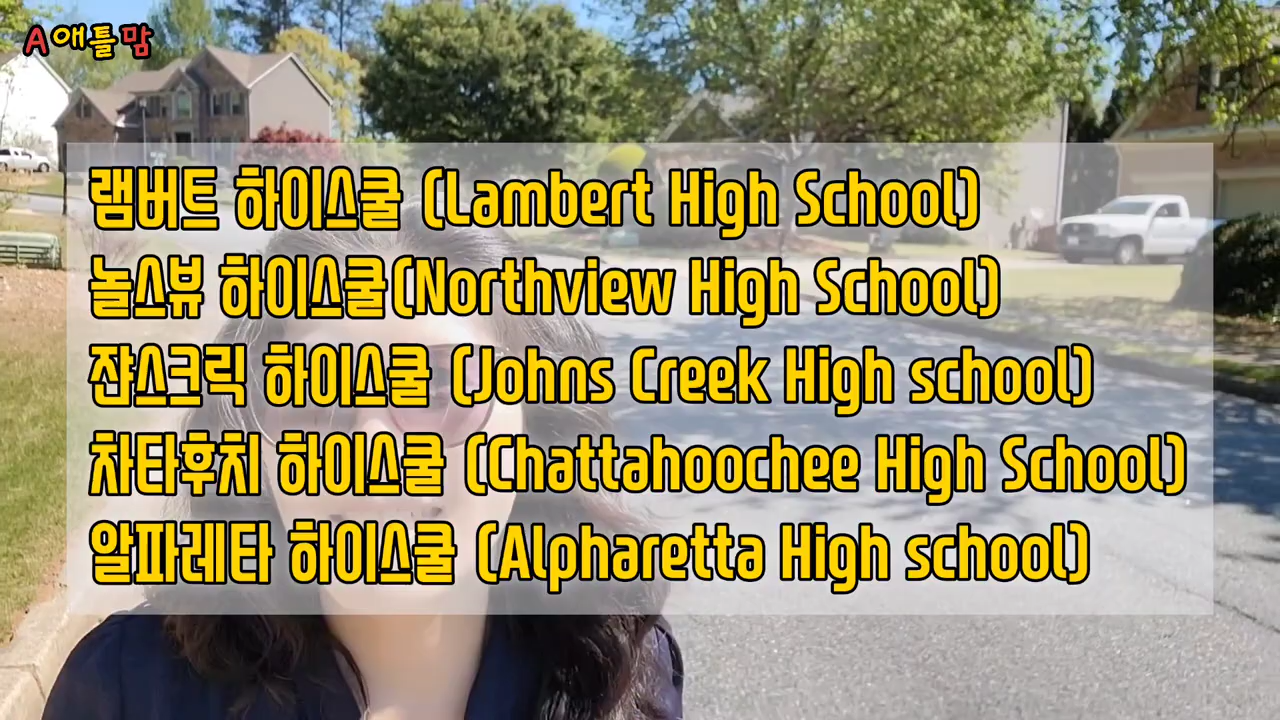 A애틀맘
램버트 하이스쿨 (Lambert High School)
놀스뷰 하이스쿨(Northview High School)
쟌스크릭 하이스쿨 (Johns Creek High school)
차타후치 하이스쿨 (Chattahoochee High School)
알파레타 하이스쿨 (Alpharetta High school)